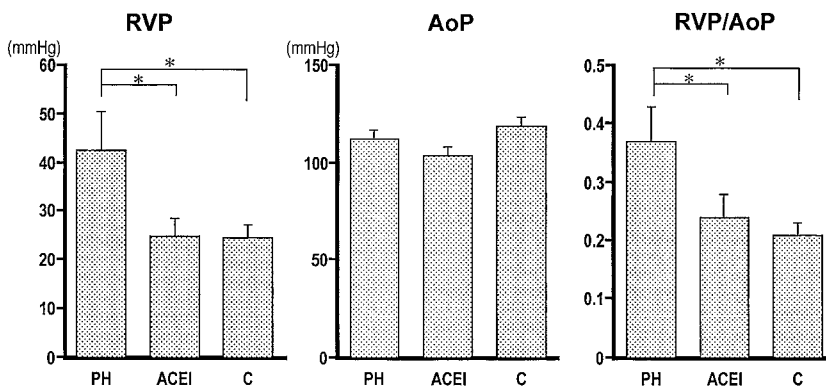 RVP
(mmHg)
60
50
40
30
20
10
0
*
*
PH ACEI C
AoP
(mmHg)
150
100
50
0
PH ACEI C
RVP/AoP
0.5
0.4
0.3
0.2
0.1
0
*
*
PH ACEI C